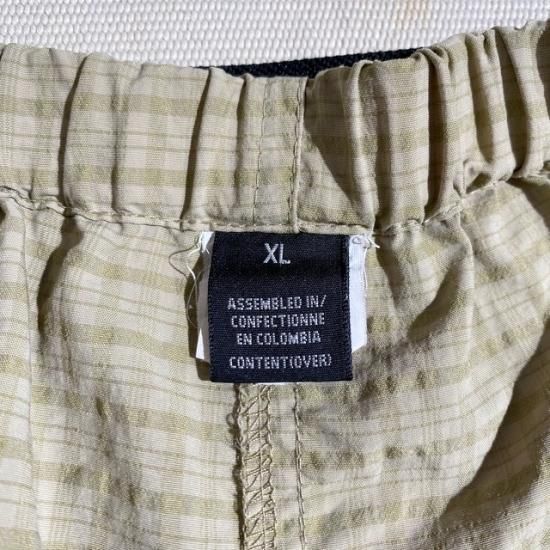 XL
ASSEMBLED IN/
CONFECTIONNE
EN COLOMBIA
CONTENT(OVER)